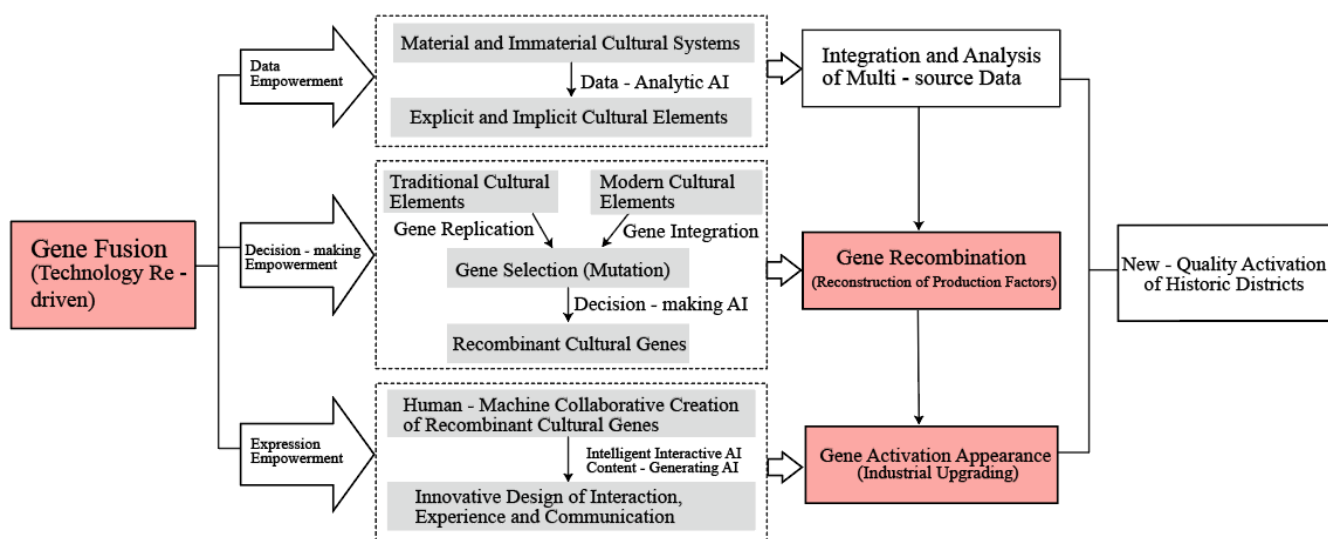 Gene Fusion
(Technology Re -
driven)
Data
Empowerment
Material and Immaterial Cultural Systems
Data - Analytic AI
Explicit and Implicit Cultural Elements
Integration and Analysis
of Multi - source Data
Decision - making
Empowerment
Traditional Cultural
Elements
Modern Cultural
Elements
Gene Replication
Gene Integration
Gene Selection (Mutation)
Decision - making AI
Recombinant Cultural Genes
Gene Recombination
(Reconstruction of Production Factors)
Expression
Empowerment
Human - Machine Collaborative Creation
of Recombinant Cultural Genes
Intelligent Interactive AI
Content - Generating AI
Innovative Design of Interaction,
Experience and Communication
Gene Activation Appearance
(Industrial Upgrading)
New - Quality Activation
of Historic Districts